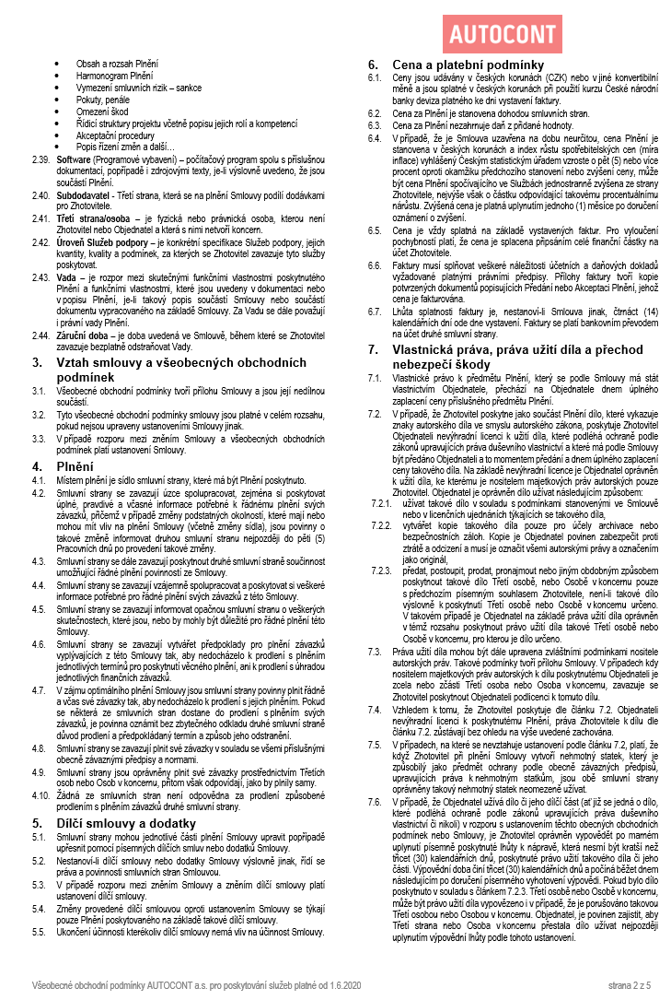 AUTOCONT
• Obsah a rozsah Plnění
• Harmonogram Plnění
• Vymezení smluvních rizik – sankce
• Pokuty, penále
• Omezení škod
• Řídicí struktury projektu včetně popisu jejich rolí a kompetencí
• Akceptační procedury
• Popis řízení změn a další…
2.39. Software (Programové vybavení) – počítačový program spolu s příslušnou
dokumentací, popřípadě i zdrojovými texty, je-li výslovně uvedeno, že jsou
součástí Plnění.
2.40. Subdodavatel - Třetí strana, která se na plnění Smlouvy podílí dodávkami
pro Zhotovitele.
2.41. Třetí strana/osoba – je fyzická nebo právnická osoba, kterou není
Zhotovitel nebo Objednatel a která s nimi netvoří koncern.
2.42. Úroveň Služeb podpory – je konkrétní specifikace Služeb podpory, jejich
kvantity, kvality a podmínek, za kterých se Zhotovitel zavazuje tyto služby
poskytovat.
2.43. Vada – je rozpor mezi skutečnými funkčními vlastnostmi poskytnutého
Plnění a funkčními vlastnostmi, které jsou uvedeny v dokumentaci nebo
v popisu Plnění, je-li takový popis součástí Smlouvy nebo součástí
dokumentu vypracovaného na základě Smlouvy. Za Vadu se dále považují
i právní vady Plnění.
2.44. Záruční doba – je doba uvedená ve Smlouvě, během které se Zhotovitel
zavazuje bezplatně odstraňovat Vady.
3. Vztah smlouvy a všeobecných obchodních
podmínek
3.1. Všeobecné obchodní podmínky tvoří přílohu Smlouvy a jsou její nedílnou
součástí.
3.2. Tyto všeobecné obchodní podmínky smlouvy jsou platné v celém rozsahu,
pokud nejsou upraveny ustanoveními Smlouvy jinak.
3.3. V případě rozporu mezi zněním Smlouvy a všeobecných obchodních
podmínek platí ustanovení Smlouvy.
4. Plnění
4.1. Místem plnění je sídlo smluvní strany, které má být Plnění poskytnuto.
4.2. Smluvní strany se zavazují úzce spolupracovat, zejména si poskytovat
úplné, pravdivé a včasné informace potřebné k řádnému plnění svých
závazků, přičemž v případě změny podstatných okolností, které mají nebo
mohou mít vliv na plnění Smlouvy (včetně změny sídla), jsou povinny o
takové změně informovat druhou smluvní stranu nejpozději do pěti (5)
Pracovních dnů po provedení takové změny.
4.3. Smluvní strany se dále zavazují poskytnout druhé smluvní straně součinnost
umožňující řádné plnění povinností ze Smlouvy.
4.4. Smluvní strany se zavazují vzájemně spolupracovat a poskytovat si veškeré
informace potřebné pro řádné plnění svých závazků z této Smlouvy.
4.5. Smluvní strany se zavazují informovat opačnou smluvní stranu o veškerých
skutečnostech, které jsou, nebo by mohly být důležité pro řádné plnění této
Smlouvy.
4.6. Smluvní strany se zavazují vytvářet předpoklady pro plnění závazků
vyplývajících z této Smlouvy tak, aby nedocházelo k prodlení s plněním
jednotlivých termínů pro poskytnutí věcného plnění, ani k prodlení s úhradou
jednotlivých finančních závazků.
4.7. V zájmu optimálního plnění Smlouvy jsou smluvní strany povinny plnit řádně
a včas své závazky tak, aby nedocházelo k prodlení s jejich plněním. Pokud
se některá ze smluvních stran dostane do prodlení s plněním svých
závazků, je povinna oznámit bez zbytečného odkladu druhé smluvní straně
důvod prodlení a předpokládaný termín a způsob jeho odstranění.
4.8. Smluvní strany se zavazují plnit své závazky v souladu se všemi příslušnými
obecně závaznými předpisy a normami.
4.9. Smluvní strany jsou oprávněny plnit své závazky prostřednictvím Třetích
osob nebo Osob v koncernu, přitom však odpovídají, jako by plnily samy.
4.10. Žádná ze smluvních stran není odpovědna za prodlení způsobené
prodlením s plněním závazků druhé smluvní strany.
5. Dílčí smlouvy a dodatky
5.1. Smluvní strany mohou jednotlivé části plnění Smlouvy upravit popřípadě
upřesnit pomocí písemných dílčích smluv nebo dodatků Smlouvy.
5.2. Nestanoví-li dílčí smlouvy nebo dodatky Smlouvy výslovně jinak, řídí se
práva a povinnosti smluvních stran Smlouvou.
5.3. V případě rozporu mezi zněním Smlouvy a zněním dílčí smlouvy platí
ustanovení dílčí smlouvy.
5.4. Změny provedené dílčí smlouvou oproti ustanovením Smlouvy se týkají
pouze Plnění poskytovaného na základě takové dílčí smlouvy.
5.5. Ukončení účinnosti kterékoliv dílčí smlouvy nemá vliv na účinnost Smlouvy.
6. Cena a platební podmínky
6.1. Ceny jsou udávány v českých korunách (CZK) nebo v jiné konvertibilní
měně a jsou splatné v českých korunách při použití kurzu České národní
banky deviza platného ke dni vystavení faktury.
6.2. Cena za Plnění je stanovena dohodou smluvních stran.
6.3. Cena za Plnění nezahrnuje daň z přidané hodnoty.
6.4. V případě, že je Smlouva uzavřena na dobu neurčitou, cena Plnění je
stanovena v českých korunách a index růstu spotřebitelských cen (míra
inflace) vyhlášený Českým statistickým úřadem vzroste o pět (5) nebo více
procent oproti okamžiku předchozího stanovení nebo zvýšení ceny, může
být cena Plnění spočívajícího ve Službách jednostranně zvýšena ze strany
Zhotovitele, nejvýše však o částku odpovídající takovému procentuálnímu
nárůstu. Zvýšená cena je platná uplynutím jednoho (1) měsíce po doručení
oznámení o zvýšení.
6.5. Cena je vždy splatná na základě vystavených faktur. Pro vyloučení
pochybností platí, že cena je splacena připsáním celé finanční částky na
účet Zhotovitele.
6.6. Faktury musí splňovat veškeré náležitosti účetních a daňových dokladů
vyžadované platnými právními předpisy. Přílohy faktury tvoří kopie
potvrzených dokumentů popisujících Předání nebo Akceptaci Plnění, jehož
cena je fakturována.
6.7. Lhůta splatnosti faktury je, nestanoví-li Smlouva jinak, čtrnáct (14)
kalendářních dní ode dne vystavení. Faktury se platí bankovním převodem
na účet druhé smluvní strany.
7. Vlastnická práva, práva užití díla a přechod
nebezpečí škody
7.1. Vlastnické právo k předmětu Plnění, který se podle Smlouvy má stát
vlastnictvím Objednatele, přechází na Objednatele dnem úplného
zaplacení ceny příslušného předmětu Plnění.
7.2. V případě, že Zhotovitel poskytne jako součást Plnění dílo, které vykazuje
znaky autorského díla ve smyslu autorského zákona, poskytuje Zhotovitel
Objednateli nevýhradní licenci k užití díla, které podléhá ochraně podle
zákonů upravujících práva duševního vlastnictví a které má podle Smlouvy
být předáno Objednateli a to momentem předání a dnem úplného zaplacení
ceny takového díla. Na základě nevýhradní licence je Objednatel oprávněn
k užití díla, ke kterému je nositelem majetkových práv autorských pouze
Zhotovitel. Objednatel je oprávněn dílo užívat následujícím způsobem:
7.2.1. užívat takové dílo v souladu s podmínkami stanovenými ve Smlouvě
nebo v licenčních ujednáních týkajících se takového díla,
7.2.2. vytvářet kopie takového díla pouze pro účely archivace nebo
bezpečnostních záloh. Kopie je Objednatel povinen zabezpečit proti
ztrátě a odcizení a musí je označit všemi autorskými právy a označením
jako originál,
7.2.3. předat, postoupit, prodat, pronajmout nebo jiným obdobným způsobem
poskytnout takové dílo Třetí osobě, nebo Osobě v koncernu pouze
s předchozím písemným souhlasem Zhotovitele, není-li takové dílo
výslovně k poskytnutí Třetí osobě nebo Osobě v koncernu určeno.
V takovém případě je Objednatel na základě práva užití díla oprávněn
v témž rozsahu poskytnout právo užití díla takové Třetí osobě nebo
Osobě v koncernu, pro kterou je dílo určeno.
7.3. Práva užití díla mohou být dále upravena zvláštními podmínkami nositele
autorských práv. Takové podmínky tvoří přílohu Smlouvy. V případech kdy
nositelem majetkových práv autorských k dílu poskytnutému Objednateli je
zcela nebo zčásti Třetí osoba nebo Osoba v koncernu, zavazuje se
Zhotovitel poskytnout Objednateli podlicenci k tomuto dílu.
7.4. Vzhledem k tomu, že Zhotovitel poskytuje dle článku 7.2. Objednateli
nevýhradní licenci k poskytnutému Plnění, práva Zhotovitele k dílu dle
článku 7.2. zůstávají bez ohledu na výše uvedené zachována.
7.5. V případech, na které se nevztahuje ustanovení podle článku 7.2, platí, že
když Zhotovitel při plnění Smlouvy vytvoří nehmotný statek, který je
způsobilý jako předmět ochrany podle obecně závazných předpisů,
upravujících práva k nehmotným statkům, jsou obě smluvní strany
oprávněny takový nehmotný statek neomezeně užívat.
7.6. V případě, že Objednatel užívá dílo či jeho dílčí část (ať již se jedná o dílo,
které podléhá ochraně podle zákonů upravujících práva duševního
vlastnictví či nikoli) v rozporu s ustanovením těchto obecných obchodních
podmínek nebo Smlouvy, je Zhotovitel oprávněn vypovědět po marném
uplynutí písemně poskytnuté lhůty k nápravě, která nesmí být kratší než
třicet (30) kalendářních dnů, poskytnuté právo užití takového díla či jeho
části. Výpovědní doba činí třicet (30) kalendářních dnů a počíná běžet dnem
následujícím po doručení písemného vyhotovení výpovědi. Pokud bylo dílo
poskytnuto v souladu s článkem 7.2.3. Třetí osobě nebo Osobě v koncernu,
může být právo užití díla vypovězeno i v případě, že je porušováno takovou
Třetí osobou nebo Osobou v koncernu. Objednatel, je povinen zajistit, aby
Třetí strana nebo Osoba v koncernu přestala dílo užívat nejpozději
uplynutím výpovědní lhůty podle tohoto ustanovení.
Všeobecné obchodní podmínky AUTOCONT a.s. pro poskytování služeb platné od 1.6.2020
strana 2 z 5